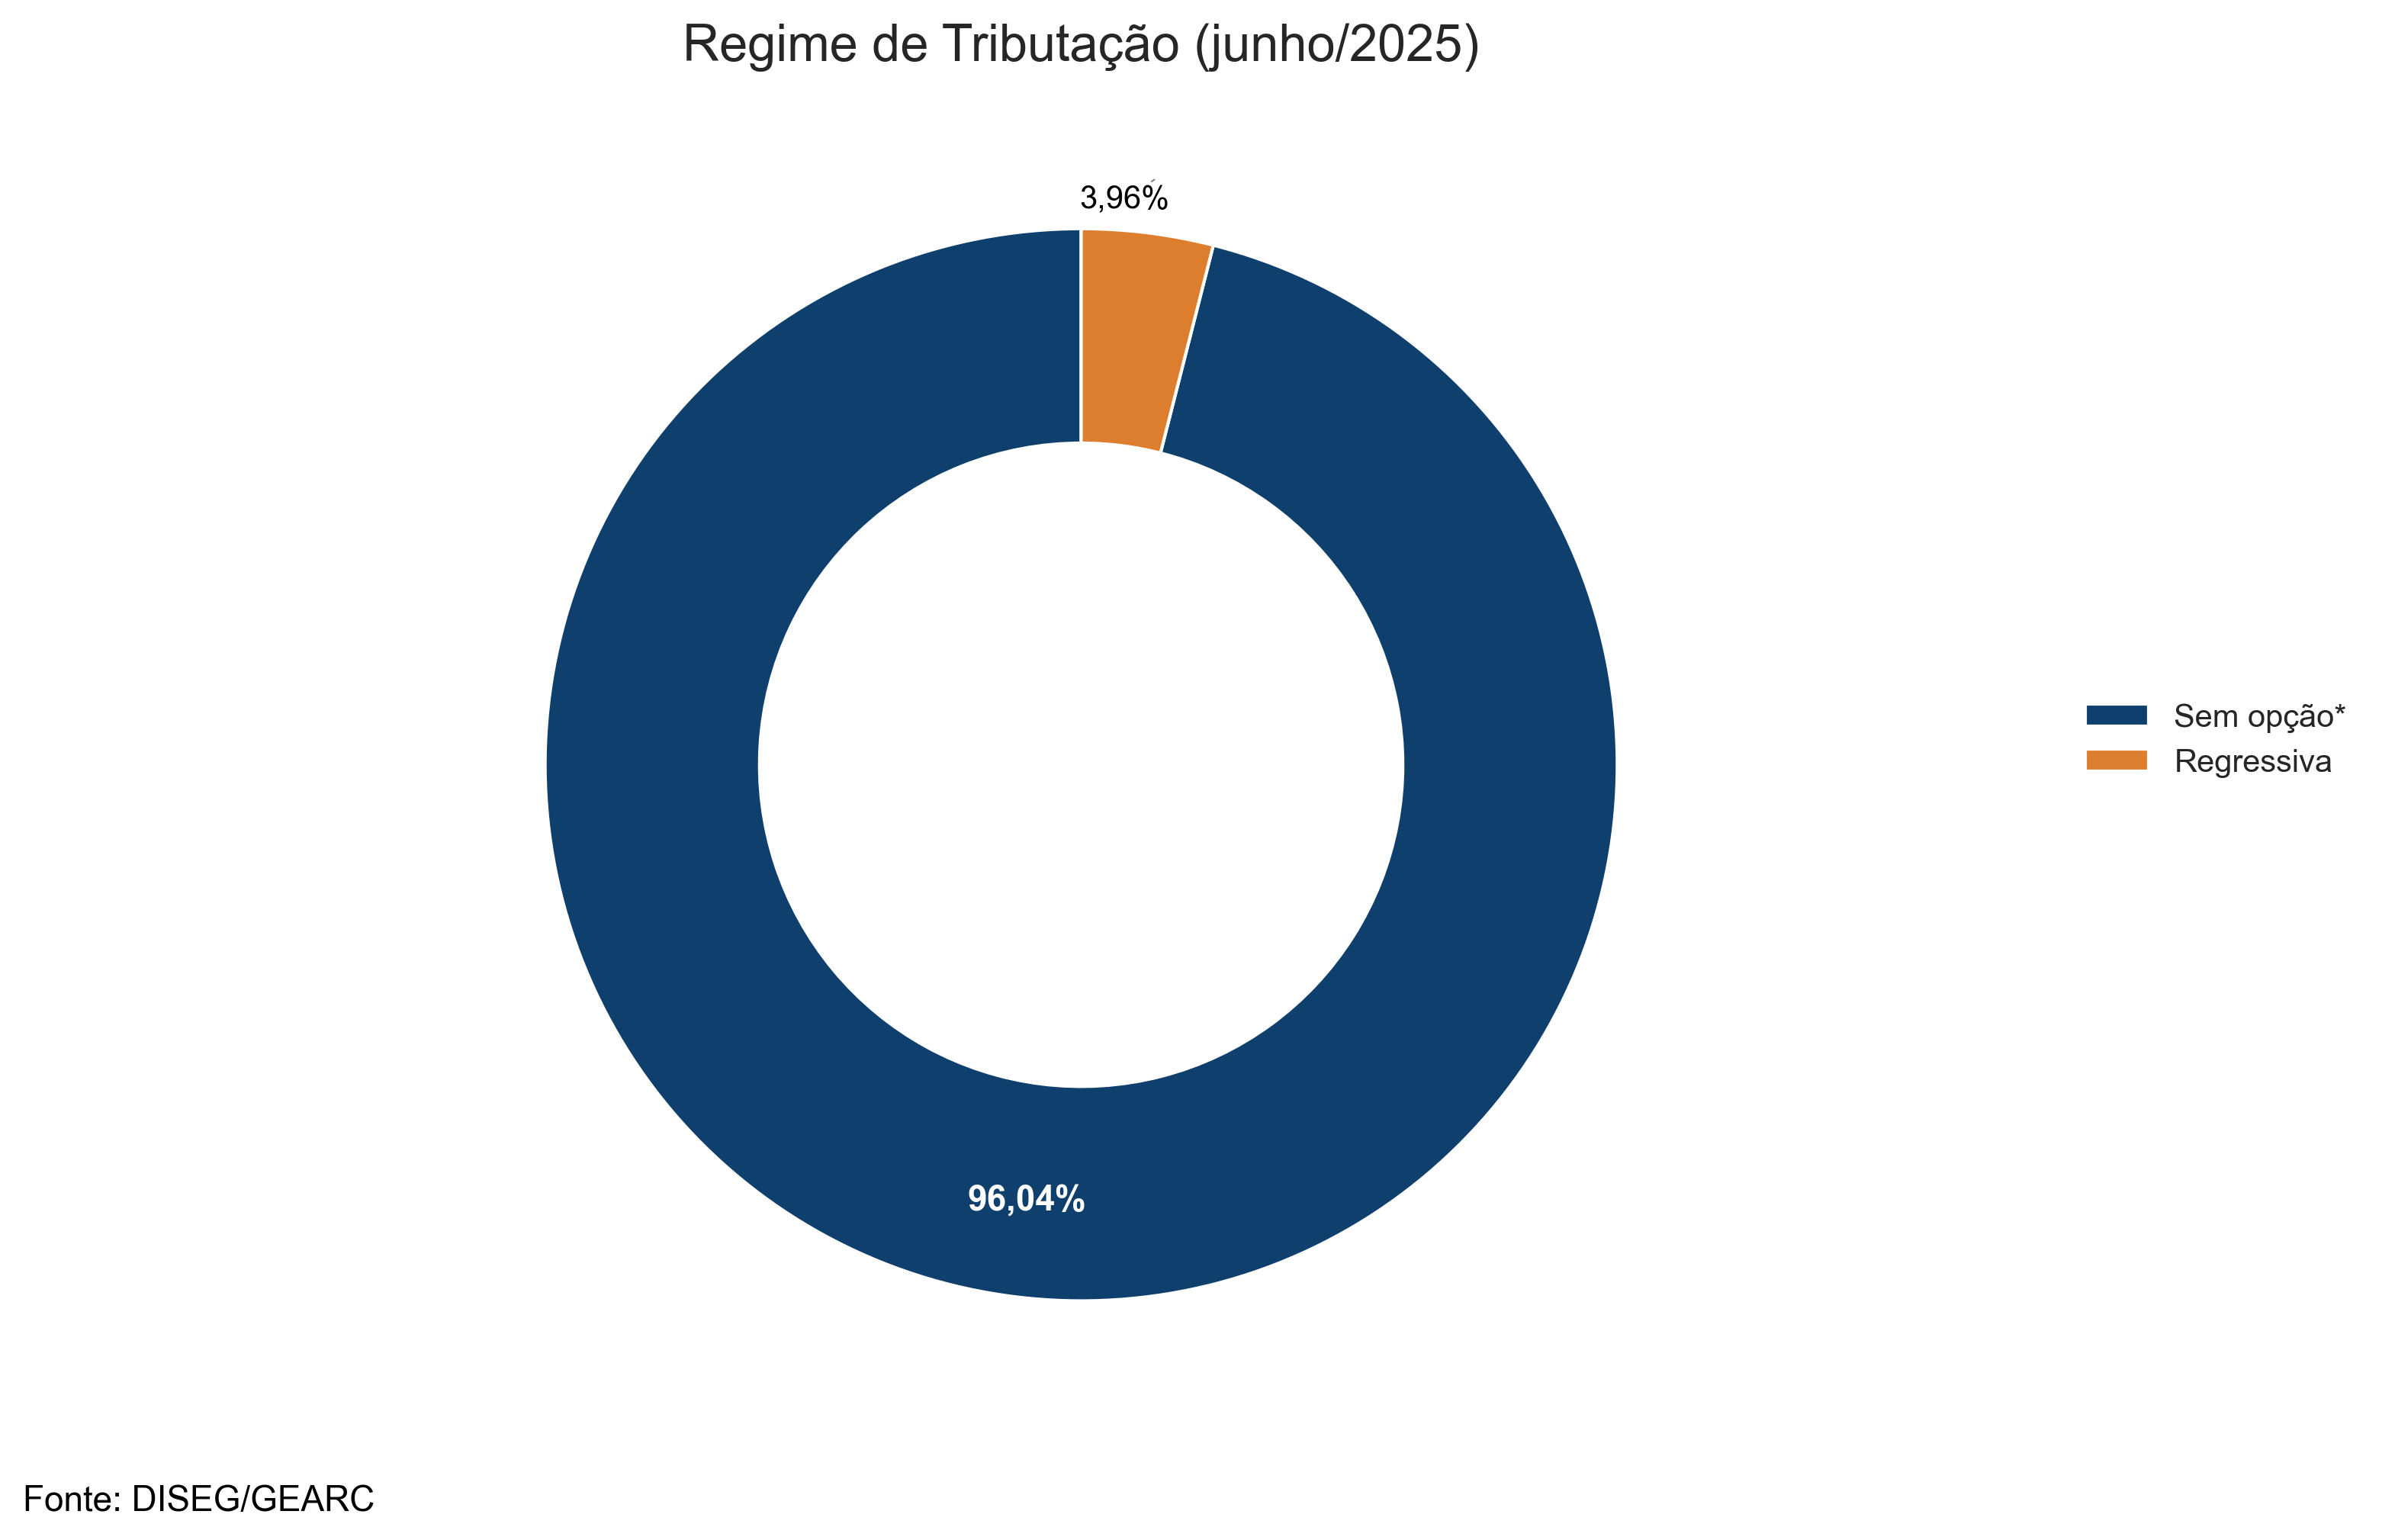 Regime de Tributação (junho/2025)
3,96%
Sem opção*
Regressiva
96,04%
Fonte: DISEG/GEARC